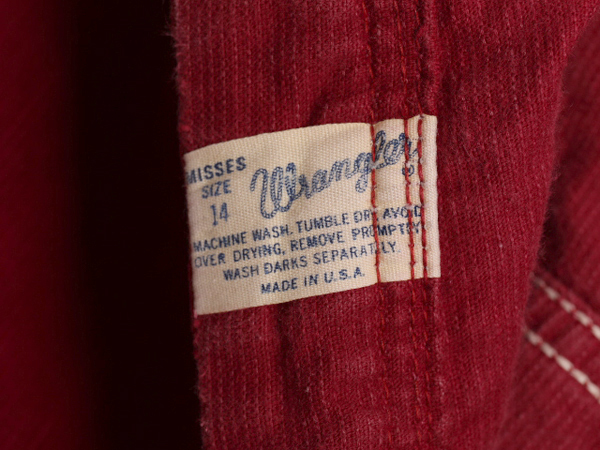 MISSES
SIZE
14
Wrangler
MACHINE WASH. TUMBLE DRY AVOID
OVER DRYING, REMOVE PROMPTLY
WASH DARKS SEPARATELY.
MADE IN U.S.A.